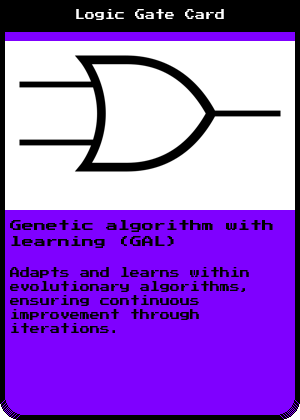 Logic Gate Card
Genetic algorithm with
learning (GAL)
Adapts and learns within
evolutionary algorithms,
ensuring continuous
improvement through
iterations.